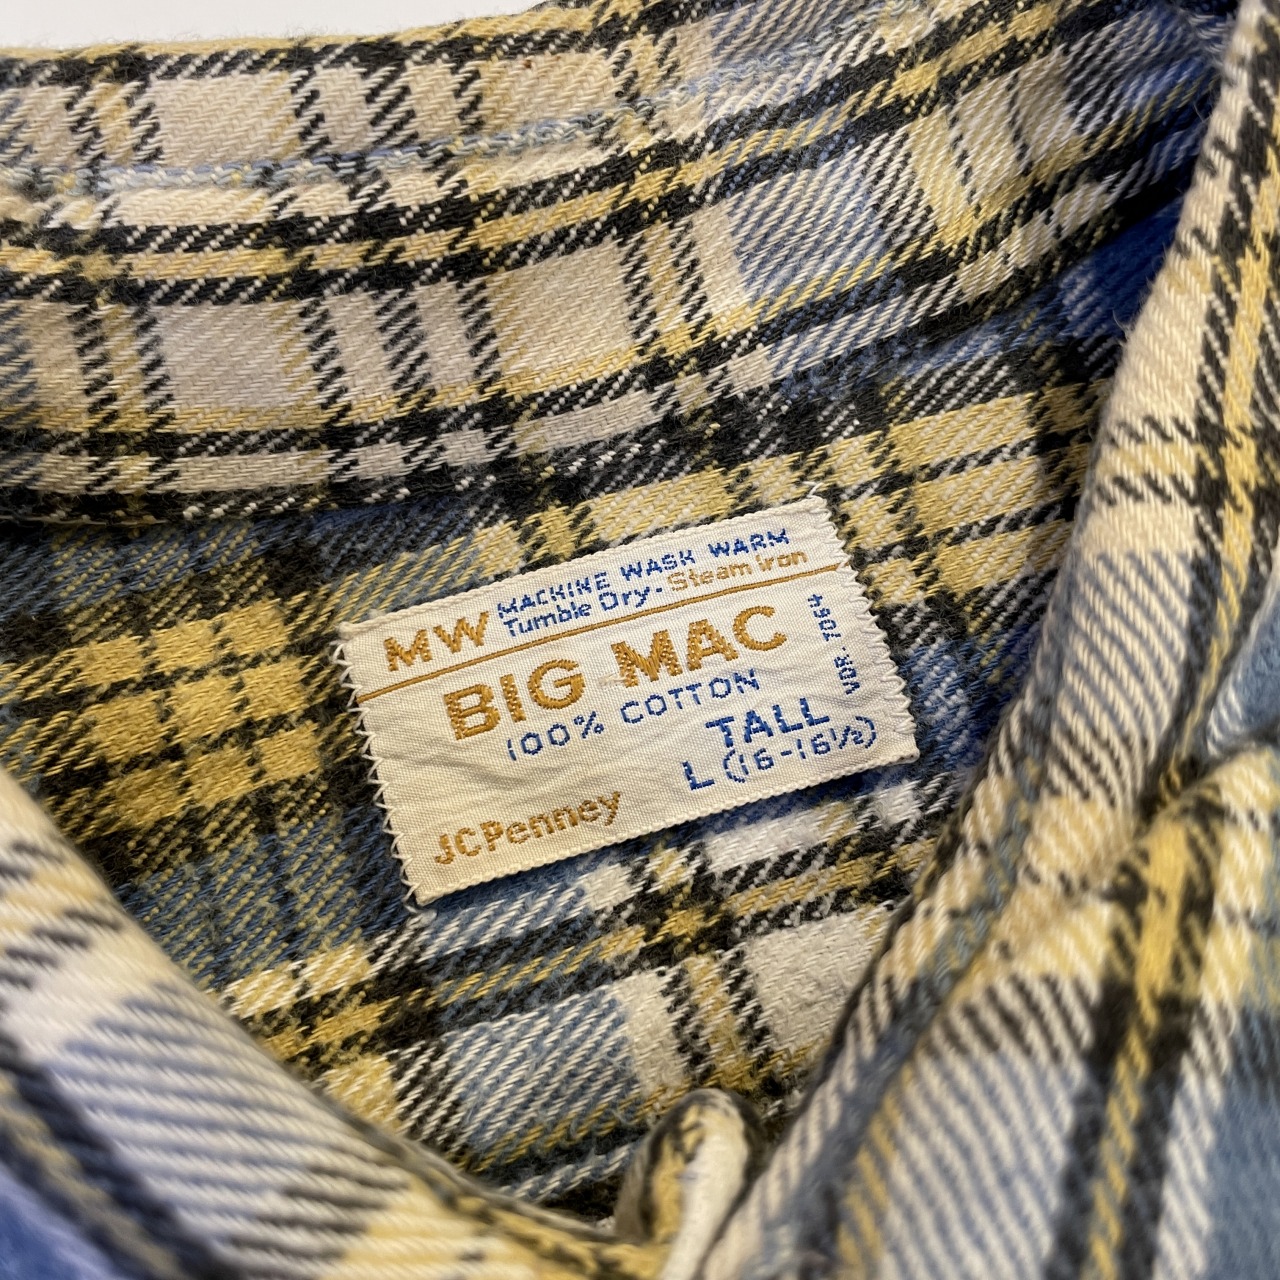 MW MACHINE WASH WARM
Tumble Dry - Steam iron
BIG MAC
100% COTTON
TALL
L (16-16½)
JCPenney
VDR. 7064